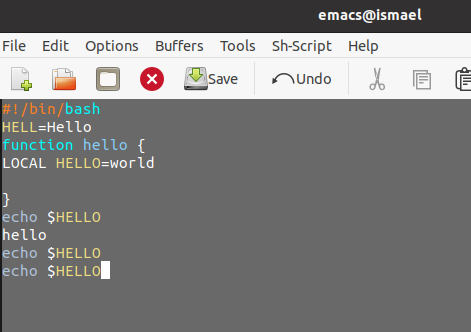 emacs@ismael
File Edit Options Buffers Tools Sh-Script Help
Save Undo
#!/bin/bash
HELL=Hello
function hello {
LOCAL HELLO=world
}
echo $HELLO
hello
echo $HELLO
echo $HELLO